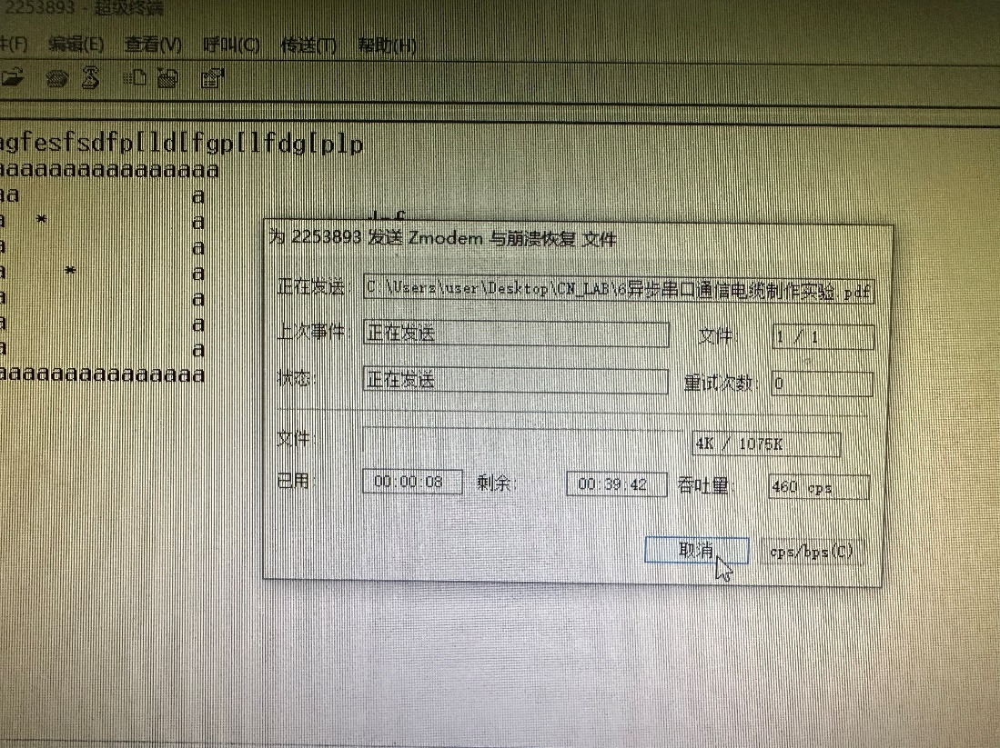 2253893 - 超级终端
件(F) 编辑(E) 查看(V) 呼叫(C) 传送(T) 帮助(H)
agfesfsdfp[ld[fgp[lfdg[plp
aaaaaaaaaaaaaaaa
aa a
a * a
a a
a * a
a a
a a
a a
aaaaaaaaaaaaaaa
为 2253893 发送 Zmodem 与崩溃恢复 文件
正在发送: C:\Users\user\Desktop\CN_LAB\6异步串口通信电缆制作实验.pdf
上次事件: 正在发送 文件: 1 / 1
状态: 正在发送 重试次数: 0
文件: 4K / 1075K
已用: 00:00:08 剩余: 00:39:42 吞吐量: 460 cps
取消 cps/bps(C)